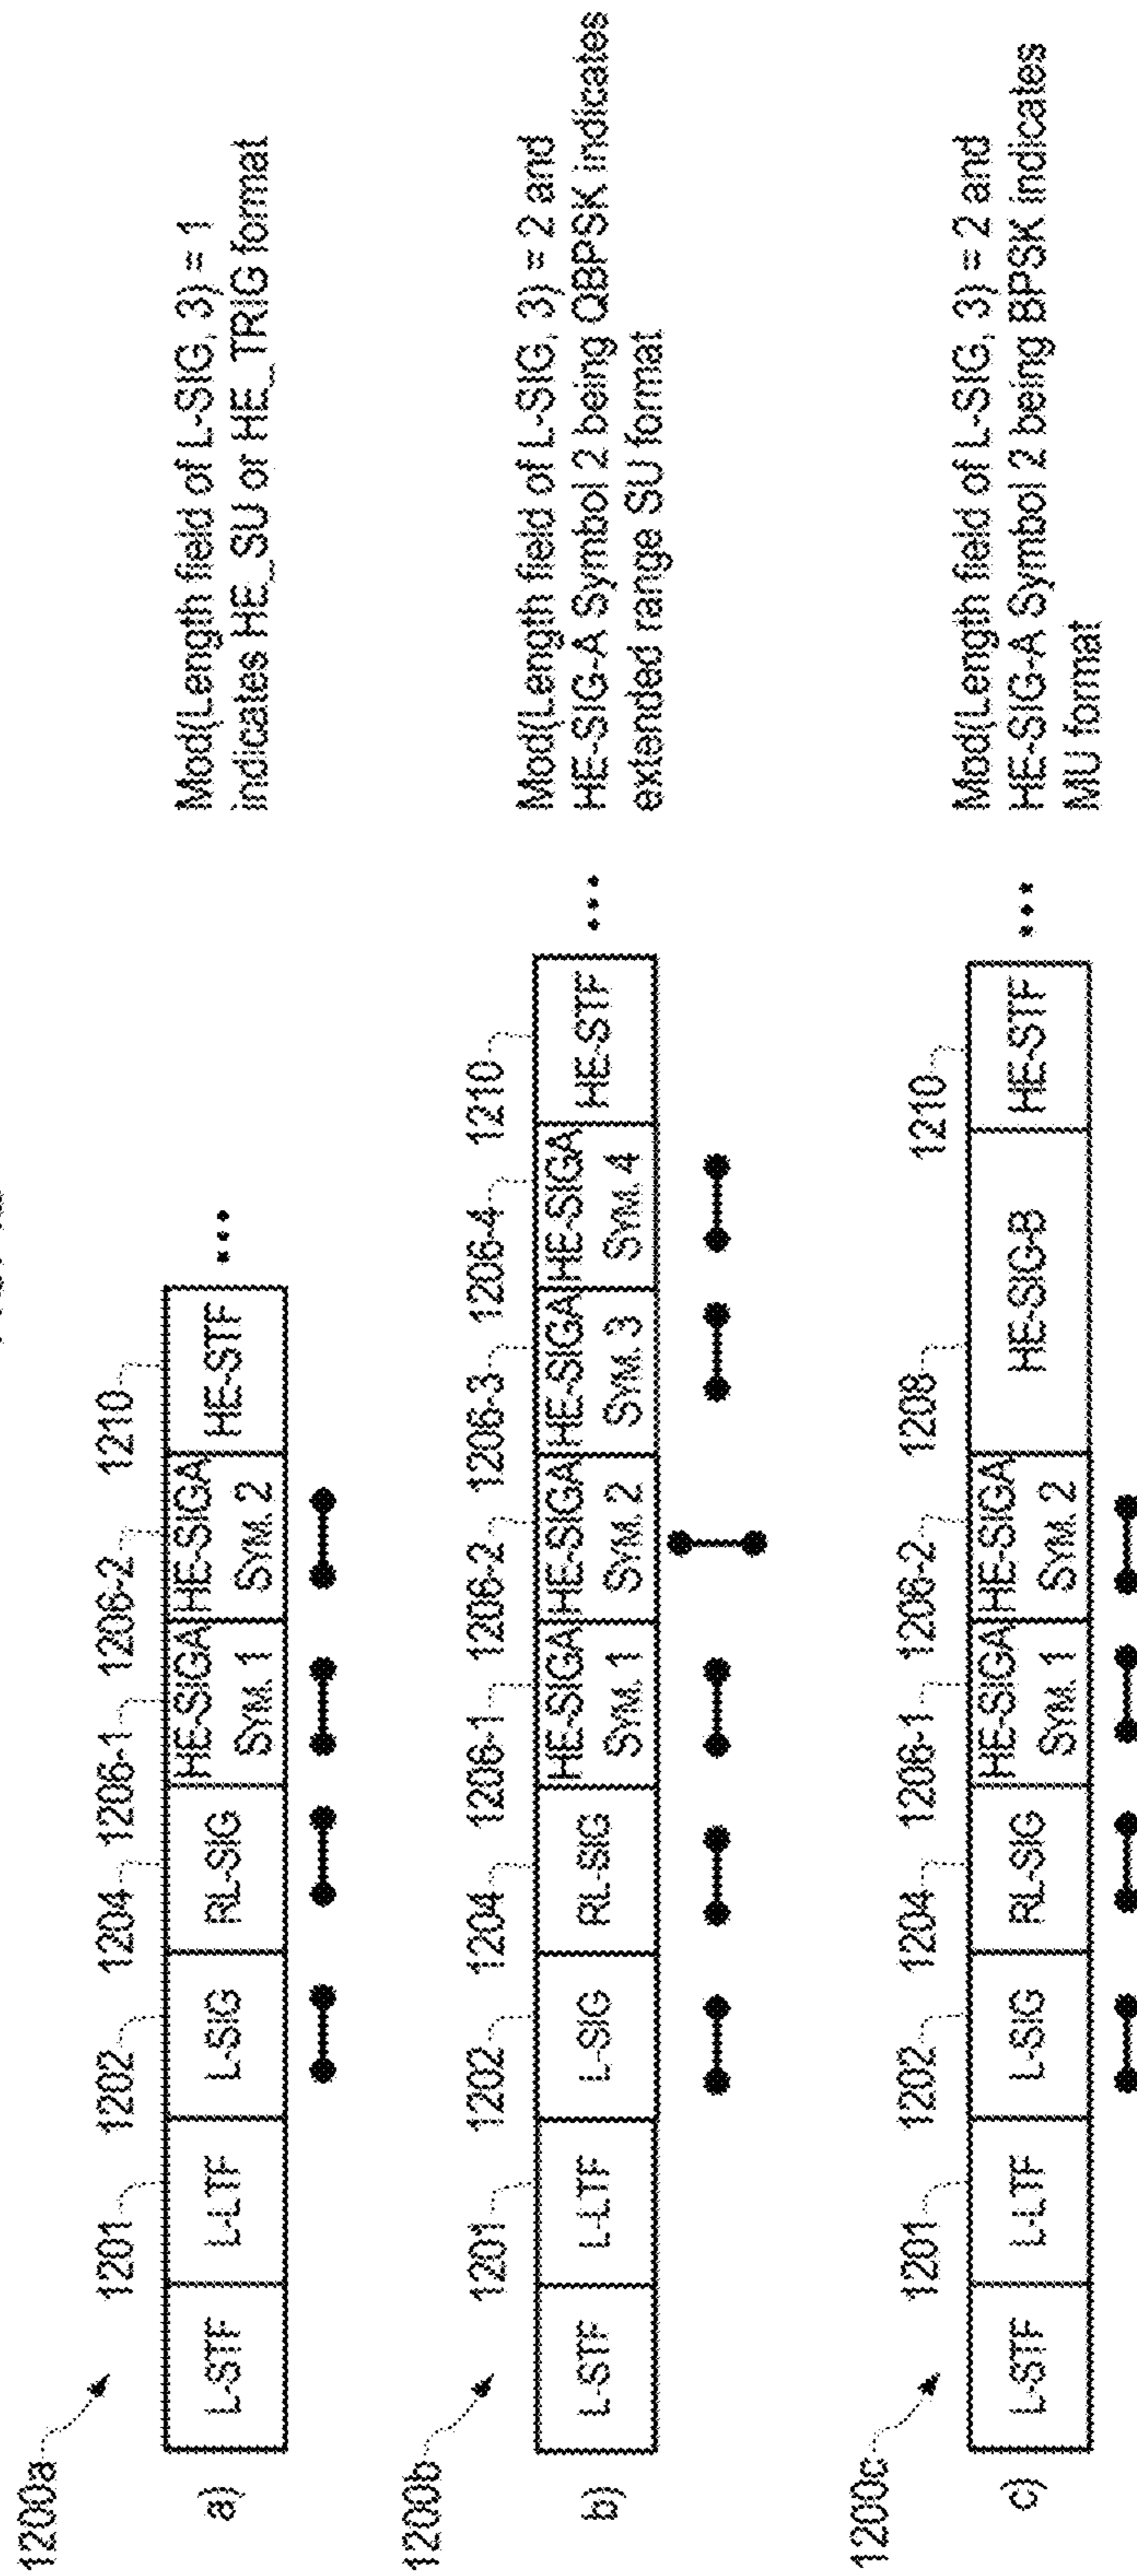 1200a
1201
1202
1204
1206-1
1206-2
1210
a)
L-STF
L-LTF
L-SIG
RL-SIG
HE-SIGA
SYM. 1
HE-SIGA
SYM. 2
HE-STF
...
Mod(Length field of L-SIG, 3) = 1
indicates HE_SU or HE_TRIG format
1200b
1201
1202
1204
1206-1
1206-2
1206-3
1206-4
1210
b)
L-STF
L-LTF
L-SIG
RL-SIG
HE-SIGA
SYM. 1
HE-SIGA
SYM. 2
HE-SIGA
SYM. 3
HE-SIGA
SYM. 4
HE-STF
...
Mod(Length field of L-SIG, 3) = 2 and
HE-SIG-A Symbol 2 being QBPSK indicates
extended range SU format
1200c
1201
1202
1204
1206-1
1206-2
1208
1210
c)
L-STF
L-LTF
L-SIG
RL-SIG
HE-SIGA
SYM. 1
HE-SIGA
SYM. 2
HE-SIG-B
HE-STF
...
Mod(Length field of L-SIG, 3) = 2 and
HE-SIG-A Symbol 2 being BPSK indicates
MU format